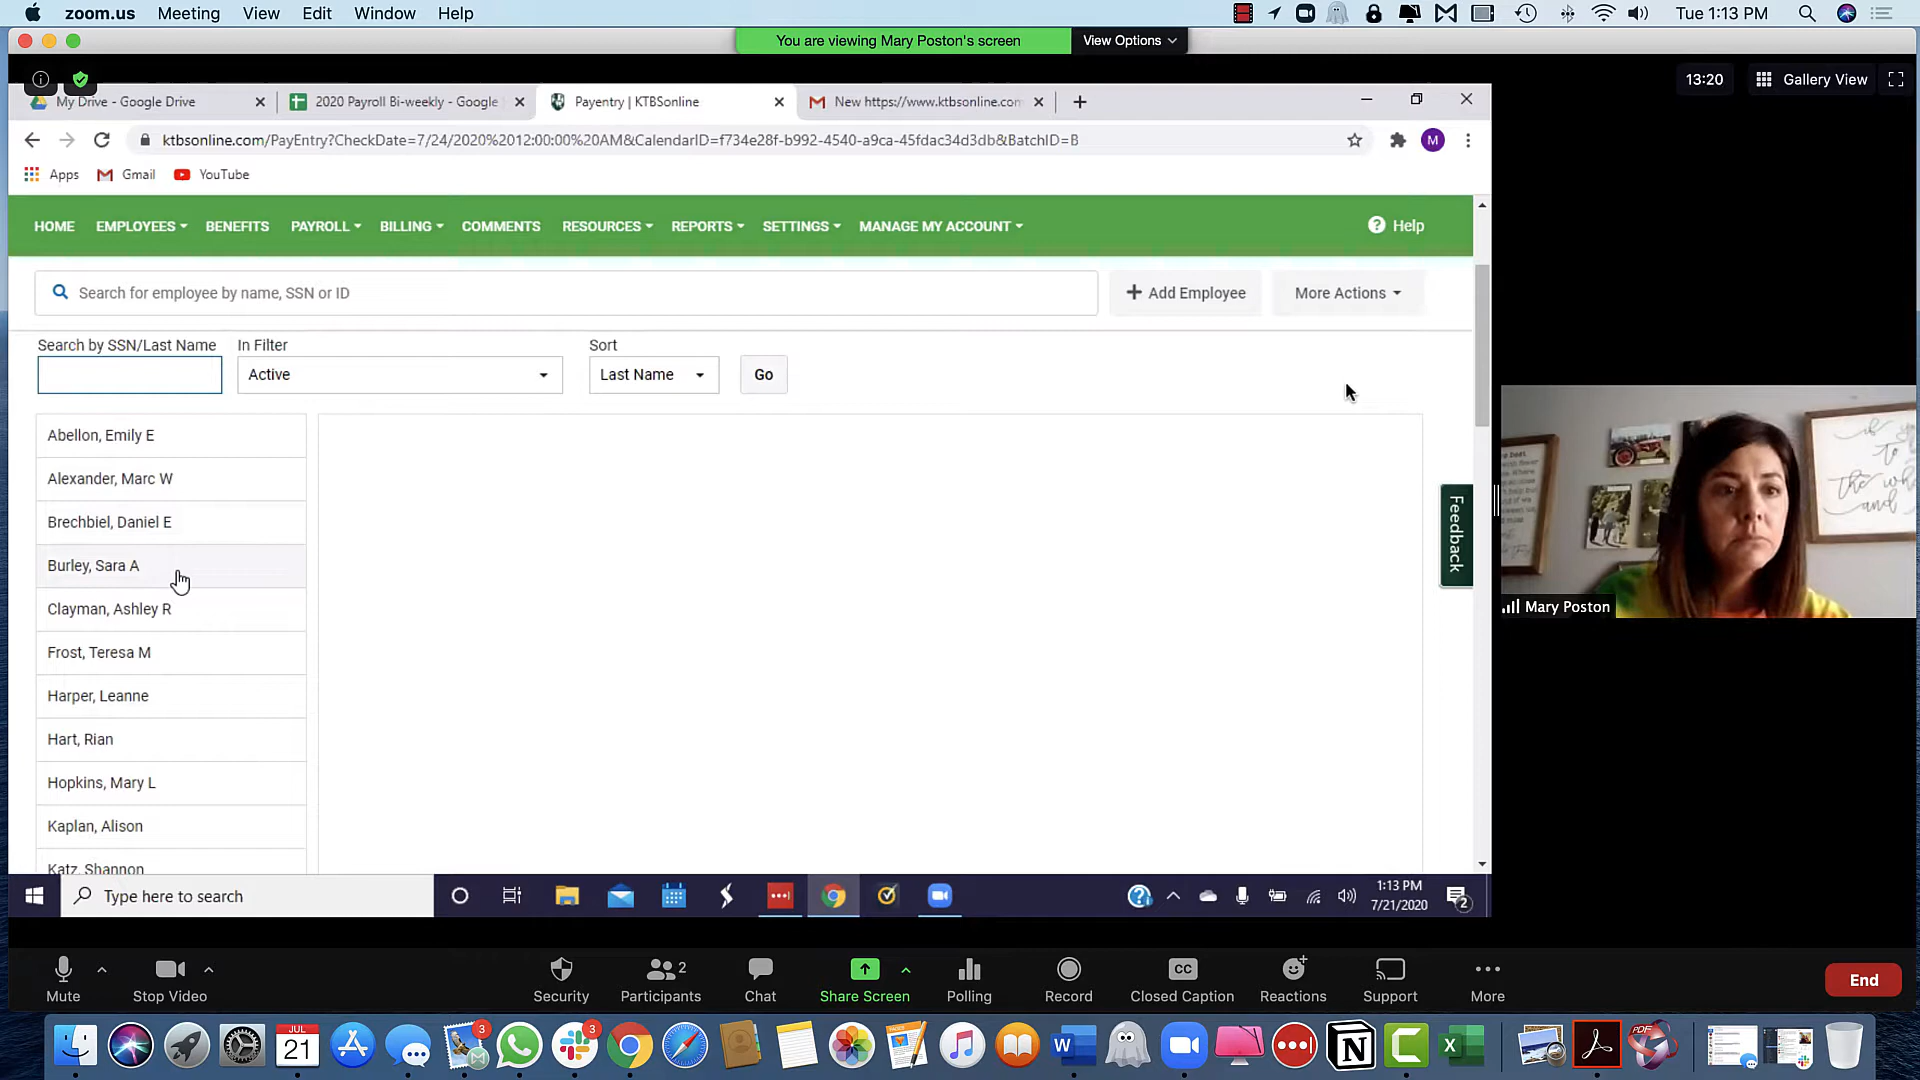 zoom.us Meeting View Edit Window Help Tue 1:13 PM
You are viewing Mary Poston's screen View Options
13:20 Gallery View
My Drive - Google Drive 2020 Payroll Bi-weekly - Google Payentry | KTBSonline New https://www.ktbsonline.com
ktbsonline.com/PayEntry?CheckDate=7/24/2020%2012:00:00%20AM&CalendarID=f734e28f-b992-4540-a9ca-45fdac34d3db&BatchID=B M
Apps Gmail YouTube
HOME EMPLOYEES BENEFITS PAYROLL BILLING COMMENTS RESOURCES REPORTS SETTINGS MANAGE MY ACCOUNT Help
Search for employee by name, SSN or ID + Add Employee More Actions
Search by SSN/Last Name In Filter Sort
Active Last Name Go
Abellon, Emily E
Alexander, Marc W
Brechbiel, Daniel E
Burley, Sara A
Clayman, Ashley R
Frost, Teresa M
Harper, Leanne
Hart, Rian
Hopkins, Mary L
Kaplan, Alison
Katz, Shannon
Feedback
Mary Poston
Type here to search 1:13 PM
7/21/2020 2
Mute Stop Video Security Participants 2 Chat Share Screen Polling Record CC Closed Caption Reactions Support More End
JUL
21 3 3 W N X PDF